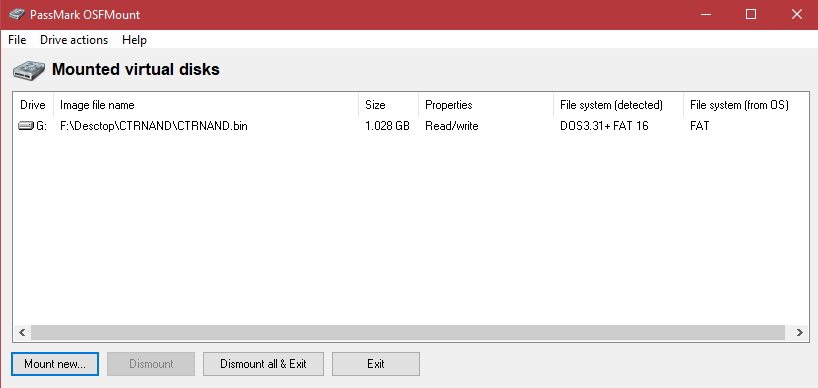 PassMark OSFMount
File Drive actions Help
Mounted virtual disks
Drive Image file name Size Properties File system (detected) File system (from OS)
G: F:\Desctop\CTRNAND\CTRNAND.bin 1.028 GB Read/write DOS3.31+ FAT 16 FAT
Mount new... Dismount Dismount all & Exit Exit